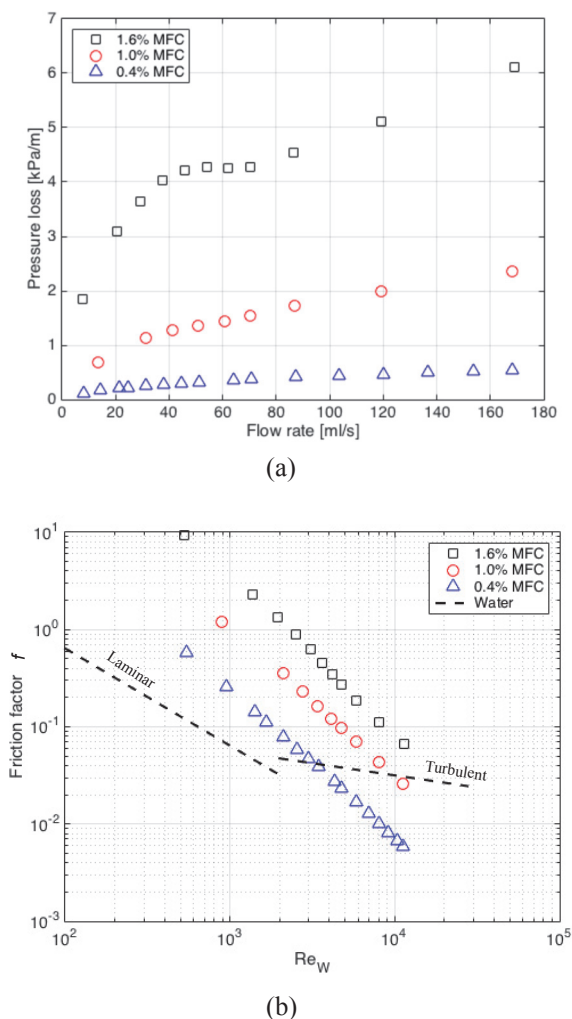 7
6
5
4
3
2
1
0
Pressure loss [kPa/m]
1.6% MFC
1.0% MFC
0.4% MFC
0 20 40 60 80 100 120 140 160 180
Flow rate [ml/s]
(a)
10^1
10^0
10^-1
10^-2
10^-3
Friction factor f
1.6% MFC
1.0% MFC
0.4% MFC
Water
Laminar
Turbulent
10^2 10^3 10^4 10^5
Re_W
(b)